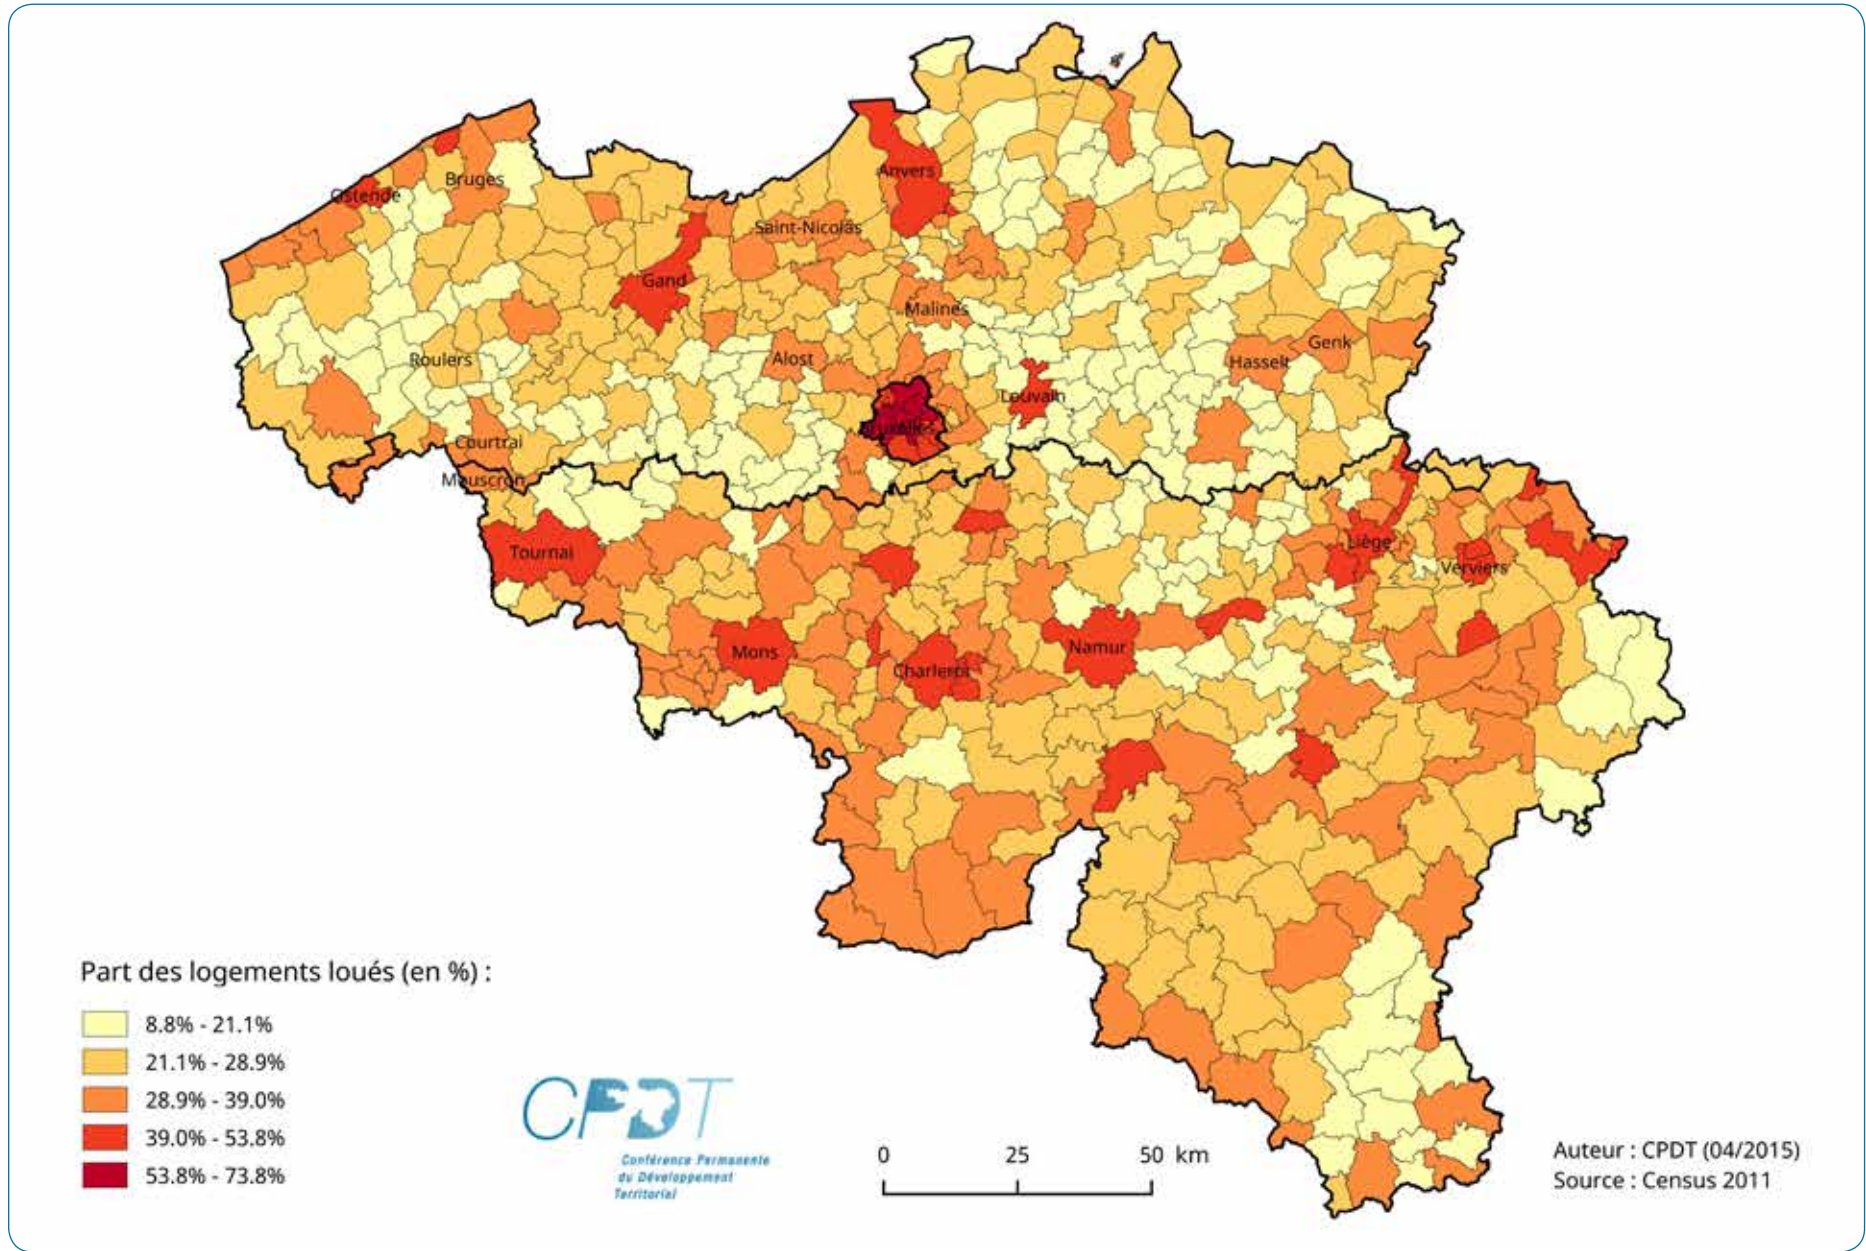 Ostende
Bruges
Anvers
Saint-Nicolas
Gand
Malines
Roulers
Alost
Hasselt
Genk
Louvain
Bruxelles
Courtrai
Mouscron
Tournai
Liège
Verviers
Mons
Charleroi
Namur
Part des logements loués (en %) :
8.8% - 21.1%
21.1% - 28.9%
28.9% - 39.0%
39.0% - 53.8%
53.8% - 73.8%
CPDT
Conférence Permanente
du Développement
Territorial
0 25 50 km
Auteur : CPDT (04/2015)
Source : Census 2011